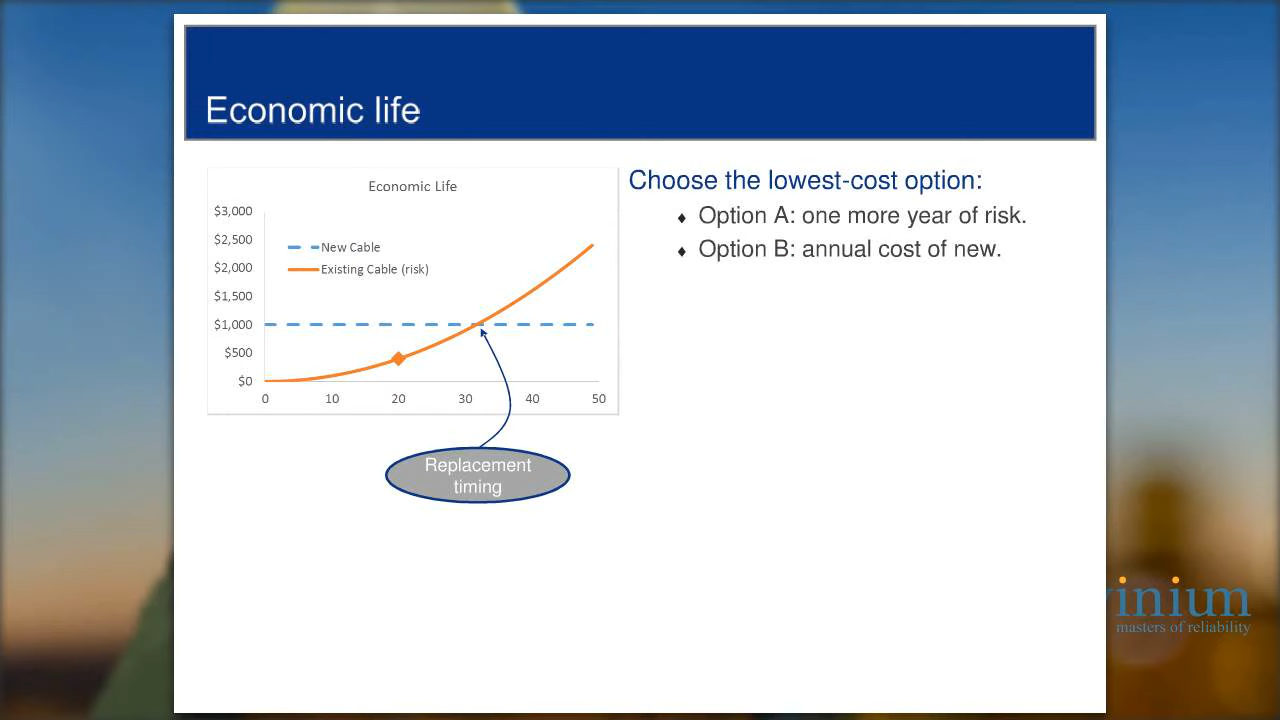 Economic life
Economic Life
$3,000
$2,500
$2,000
$1,500
$1,000
$500
$0
New Cable
Existing Cable (risk)
0 10 20 30 40 50
Replacement
timing
Choose the lowest-cost option:
♦ Option A: one more year of risk.
♦ Option B: annual cost of new.
vinium
masters of reliability